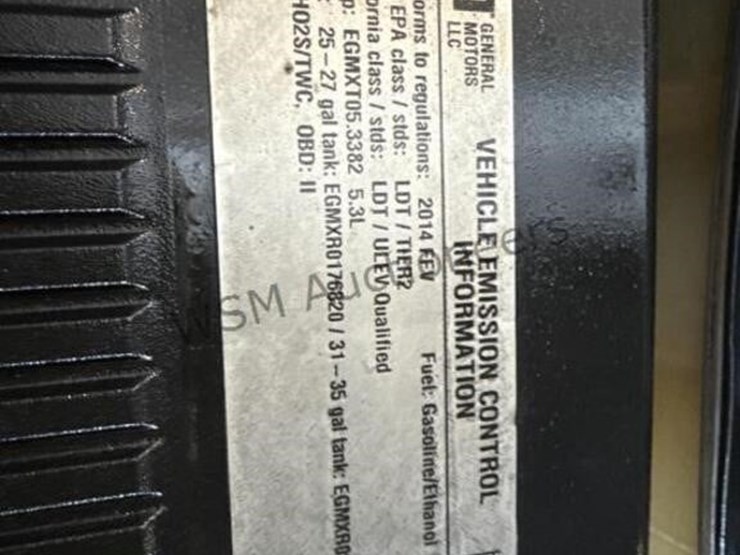 GENERAL
MOTORS
LLC
VEHICLE EMISSION CONTROL
INFORMATION
orms to regulations: 2014 FEV Fuel: Gasoline/Ethanol
EPA class / stds: LDT / TIER2
ornia class / stds: LDT / ULEV Qualified
p: EGMXT05.3382 5.3L
: 25-27 gal tank: EGMXR0176820 / 31-35 gal tank: EGMXR0
HO2S/TWC, OBD: II
WSM Auctioneers